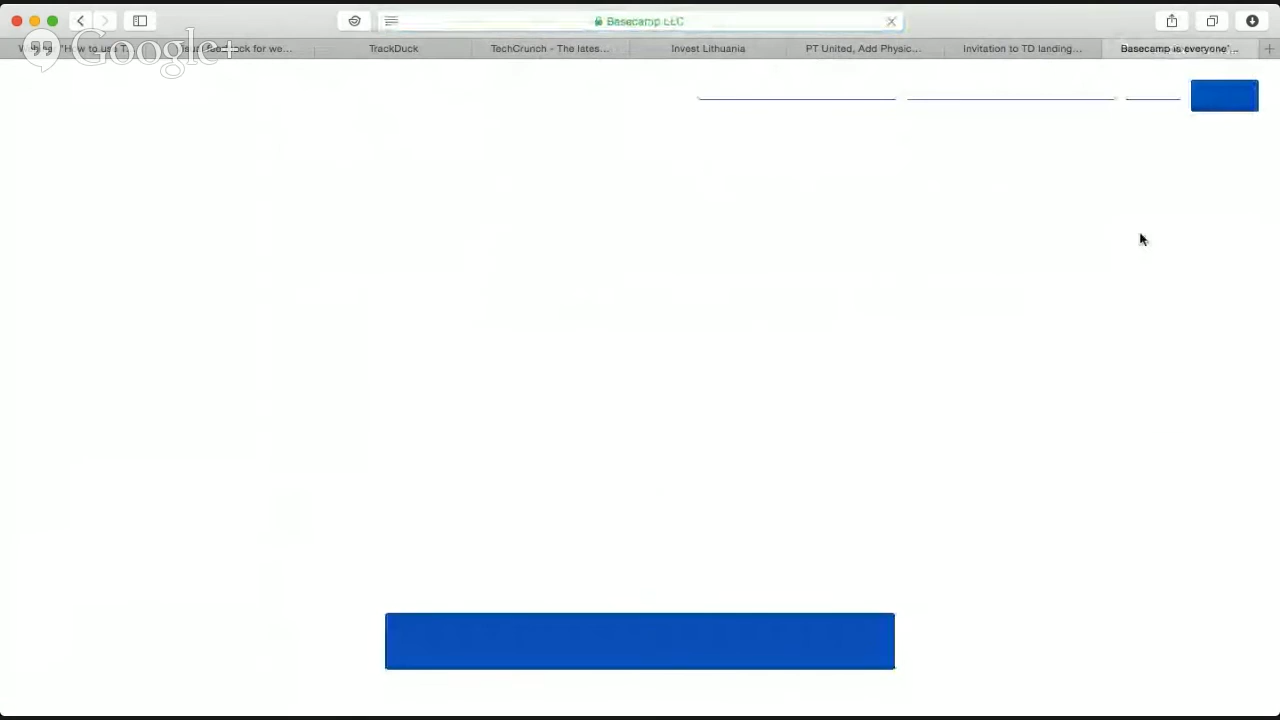 Basecamp LLC
Google+
TrackDuck
TechCrunch - The lates...
Invest Lithuania
PT United, Add Physic...
Invitation to TD landing...
Basecamp is everyone'...